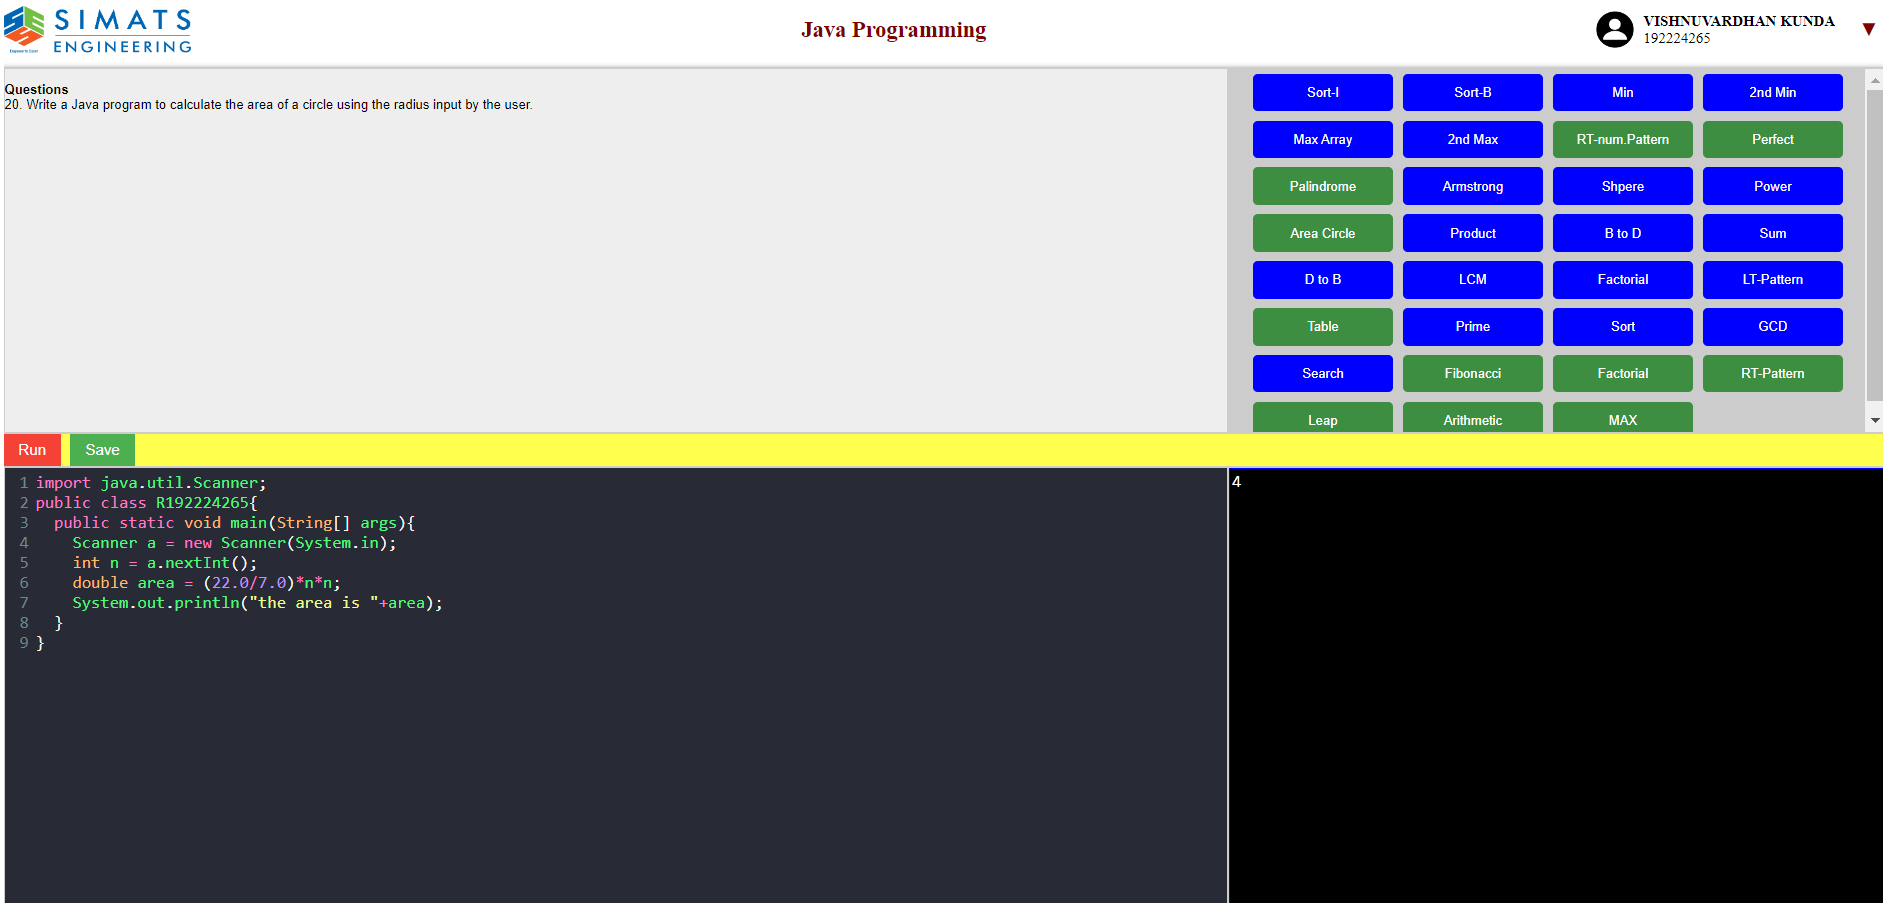 SIMATS
ENGINEERING
Engineer to Excel
Java Programming
VISHNUVARDHAN KUNDA
192224265
Questions
20. Write a Java program to calculate the area of a circle using the radius input by the user.
Sort-I Sort-B Min 2nd Min
Max Array 2nd Max RT-num.Pattern Perfect
Palindrome Armstrong Shpere Power
Area Circle Product B to D Sum
D to B LCM Factorial LT-Pattern
Table Prime Sort GCD
Search Fibonacci Factorial RT-Pattern
Leap Arithmetic MAX
Run Save
1 import java.util.Scanner;
2 public class R192224265{
3   public static void main(String[] args){
4     Scanner a = new Scanner(System.in);
5     int n = a.nextInt();
6     double area = (22.0/7.0)*n*n;
7     System.out.println("the area is "+area);
8   }
9 }
4